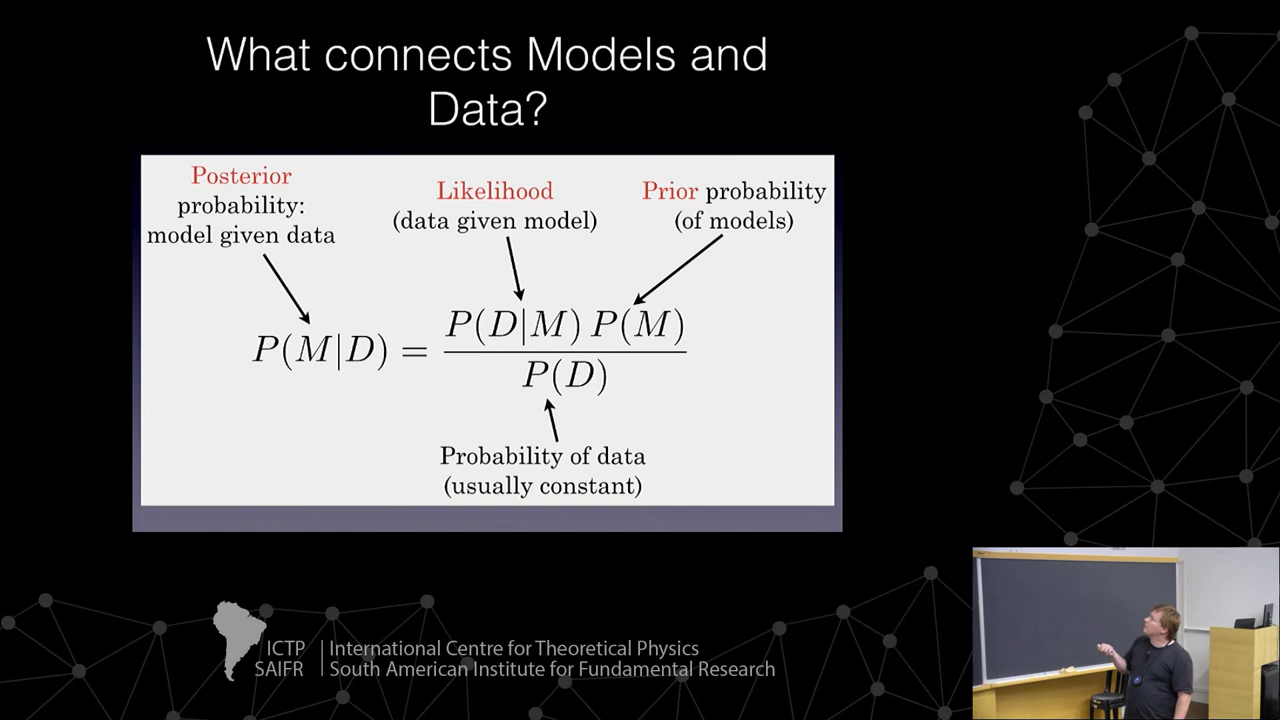 What connects Models and
Data?
Posterior
probability:
model given data
Likelihood
(data given model)
Prior probability
(of models)
P(M|D) = P(D|M) P(M) / P(D)
Probability of data
(usually constant)
ICTP
SAIFR
International Centre for Theoretical Physics
South American Institute for Fundamental Research